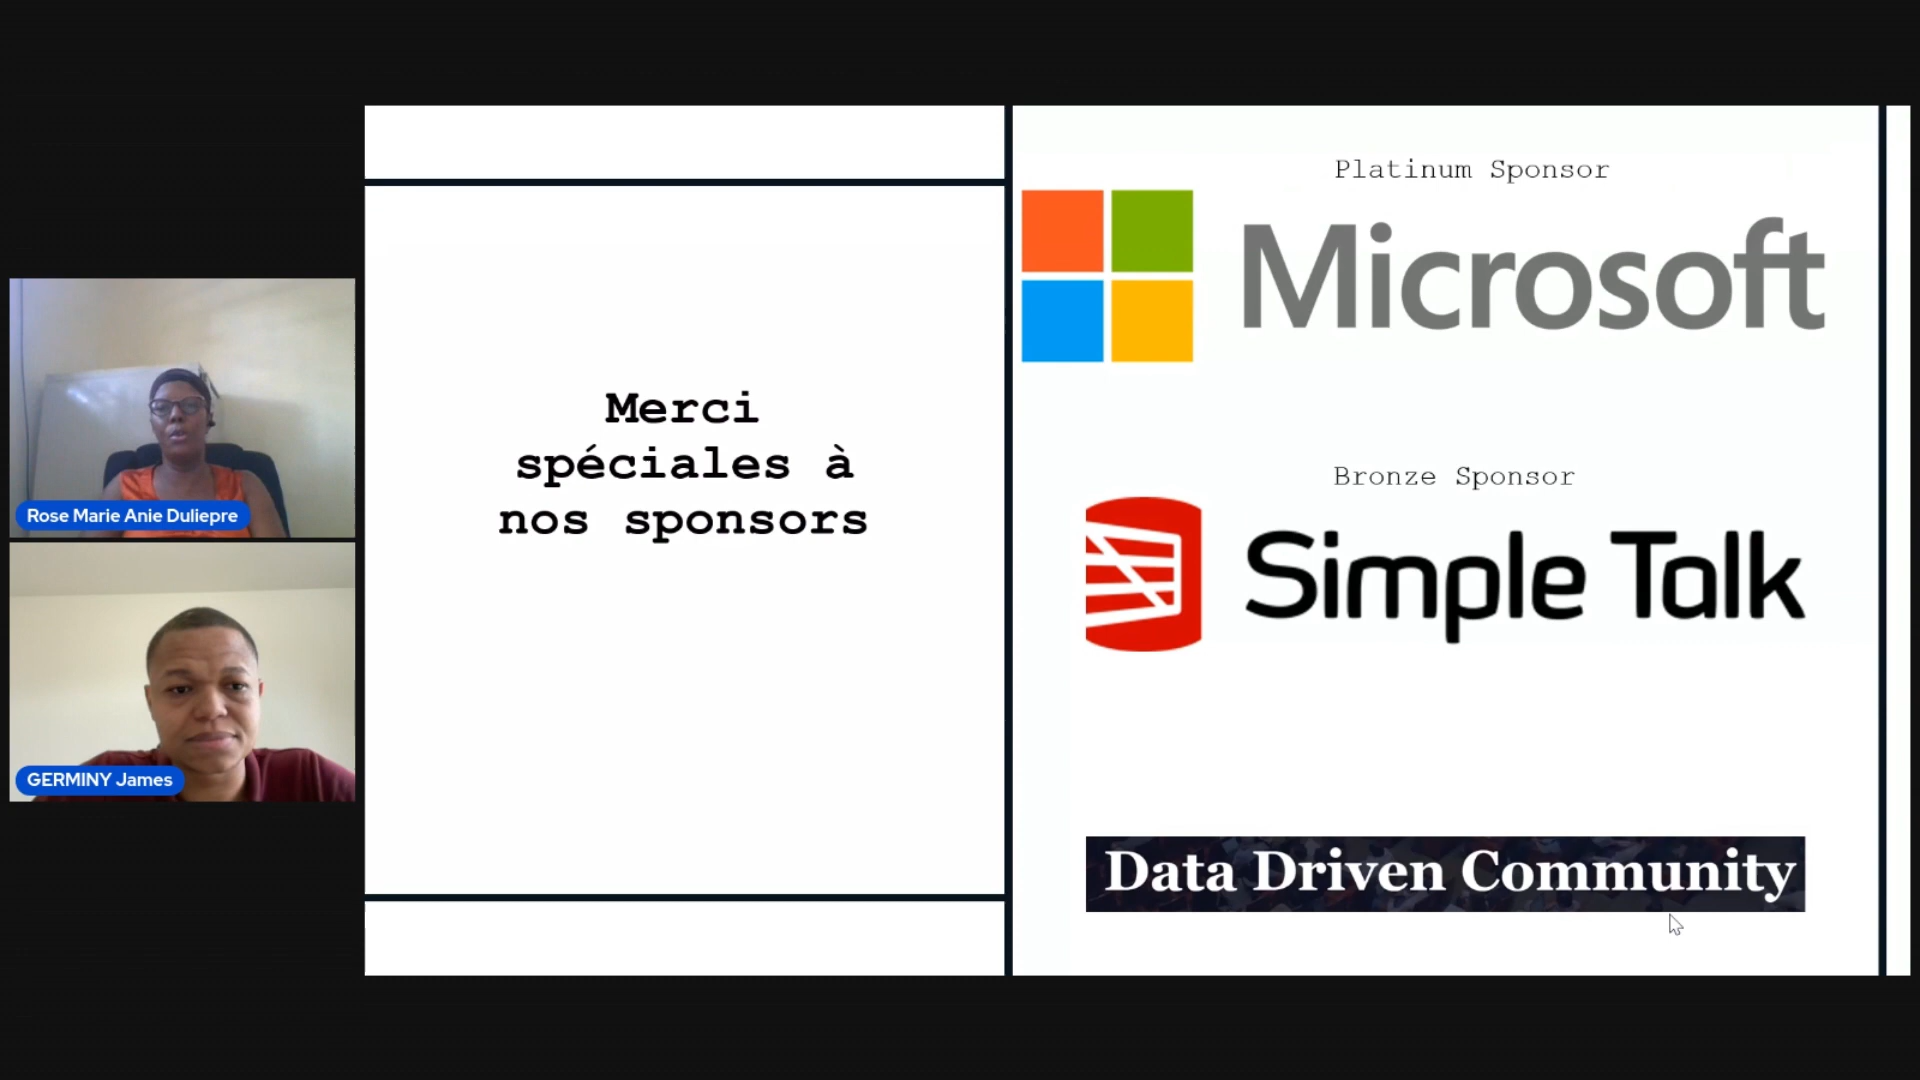 Rose Marie Anie Duliepre
GERMINY James
Merci
spéciales à
nos sponsors
Platinum Sponsor
Microsoft
Bronze Sponsor
Simple Talk
Data Driven Community